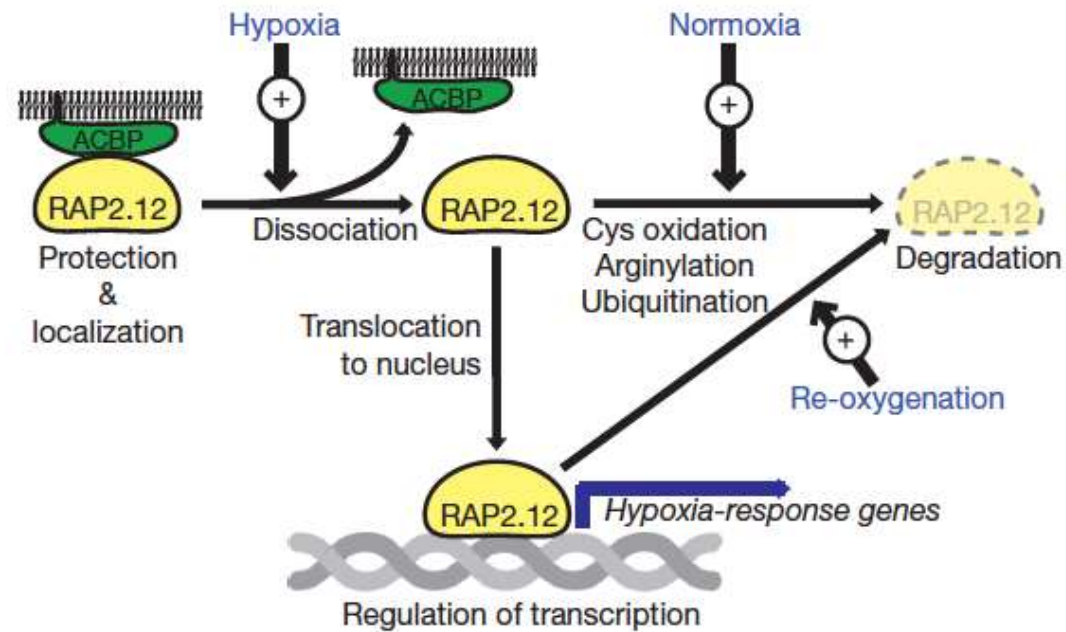 Hypoxia
Normoxia
+
+
ACBP
ACBP
RAP2.12
RAP2.12
RAP2.12
Protection
&
localization
Dissociation
Cys oxidation
Arginylation
Ubiquitination
Degradation
Translocation
to nucleus
+
Re-oxygenation
RAP2.12
Hypoxia-response genes
Regulation of transcription